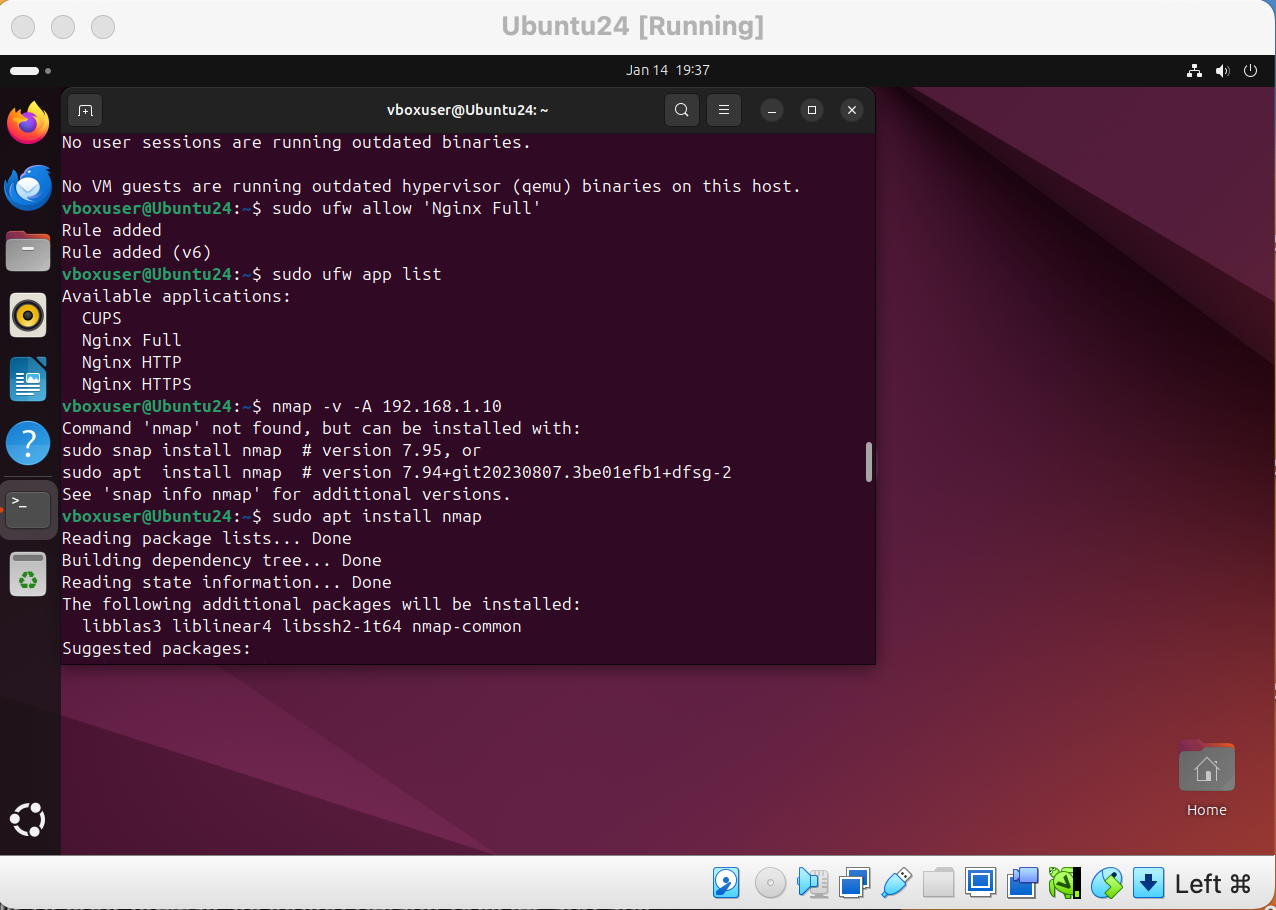 Ubuntu24 [Running]
Jan 14 19:37
vboxuser@Ubuntu24: ~
No user sessions are running outdated binaries.
No VM guests are running outdated hypervisor (qemu) binaries on this host.
vboxuser@Ubuntu24:~$ sudo ufw allow 'Nginx Full'
Rule added
Rule added (v6)
vboxuser@Ubuntu24:~$ sudo ufw app list
Available applications:
  CUPS
  Nginx Full
  Nginx HTTP
  Nginx HTTPS
vboxuser@Ubuntu24:~$ nmap -v -A 192.168.1.10
Command 'nmap' not found, but can be installed with:
sudo snap install nmap  # version 7.95, or
sudo apt  install nmap  # version 7.94+git20230807.3be01efb1+dfsg-2
See 'snap info nmap' for additional versions.
vboxuser@Ubuntu24:~$ sudo apt install nmap
Reading package lists... Done
Building dependency tree... Done
Reading state information... Done
The following additional packages will be installed:
  libblas3 liblinear4 libssh2-1t64 nmap-common
Suggested packages:
Home
Left ⌘